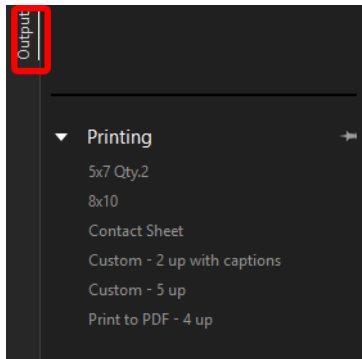 Output
Printing
5x7 Qty.2
8x10
Contact Sheet
Custom - 2 up with captions
Custom - 5 up
Print to PDF - 4 up